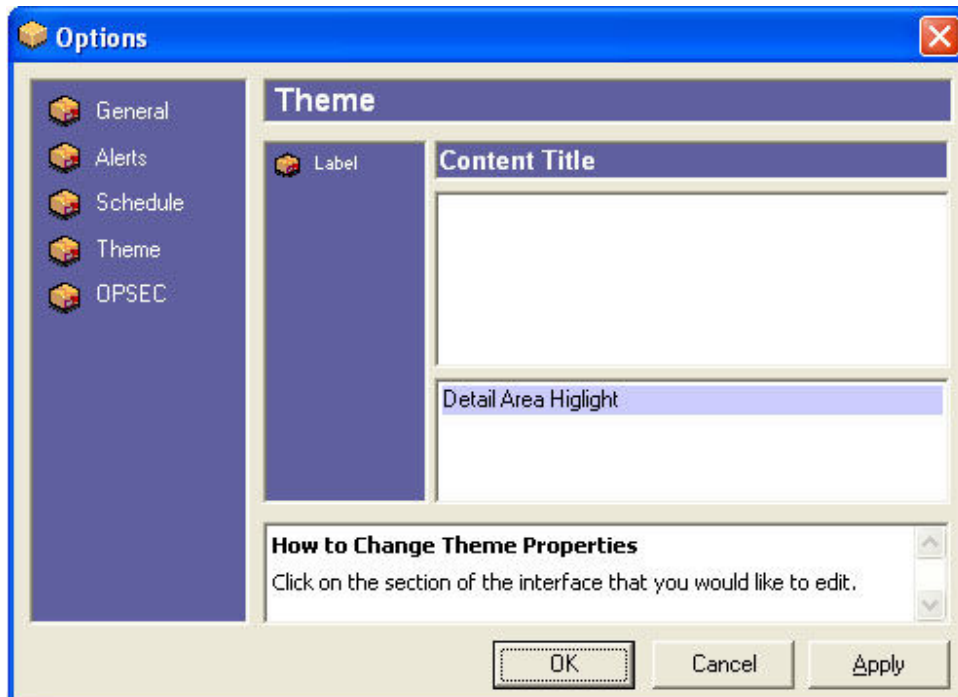 Options
General
Alerts
Schedule
Theme
OPSEC
Theme
Label
Content Title
Detail Area Higlight
How to Change Theme Properties
Click on the section of the interface that you would like to edit.
OK
Cancel
Apply